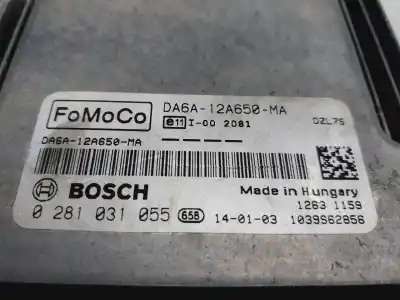 FoMoCo
DA6A-12A650-MA
e11 I-00 2081
DZL7S
DA6A-12A650-MA
BOSCH
Made in Hungary
1263 1159
0 281 031 055 658 14-01-03 1039S62856